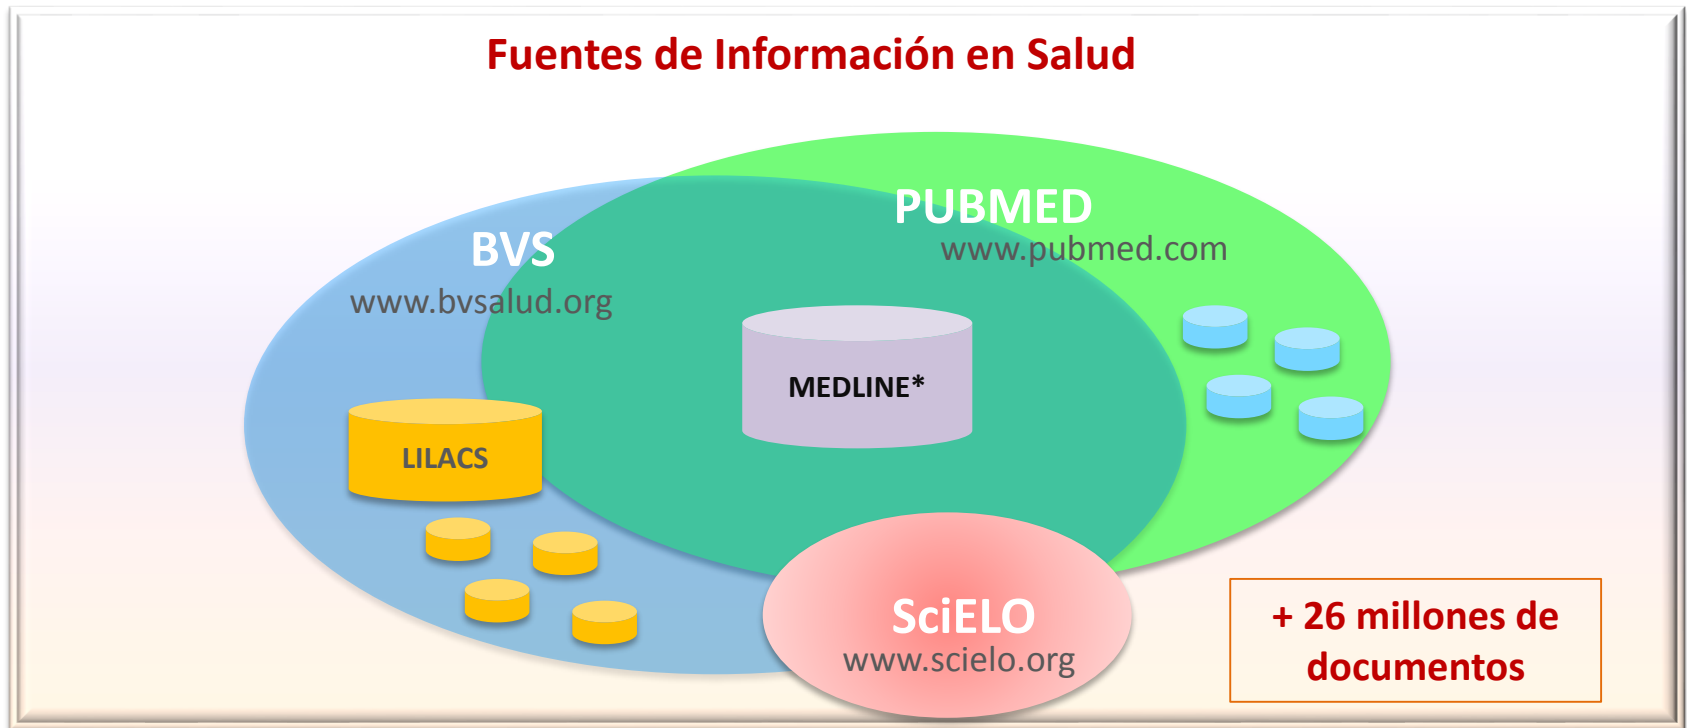 Fuentes de Información en Salud
PUBMED
www.pubmed.com
BVS
www.bvsalud.org
MEDLINE*
LILACS
SciELO
www.scielo.org
+ 26 millones de
documentos